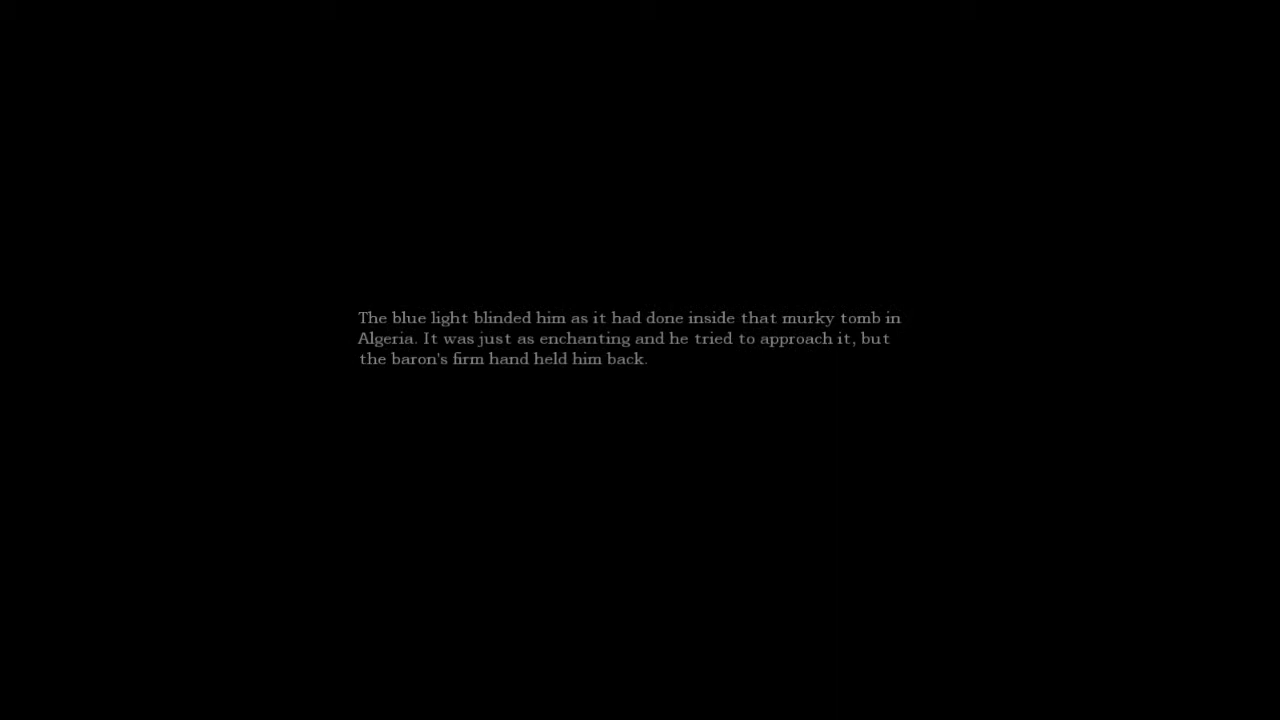 The blue light blinded him as it had done inside that murky tomb in
Algeria. It was just as enchanting and he tried to approach it, but
the baron's firm hand held him back.